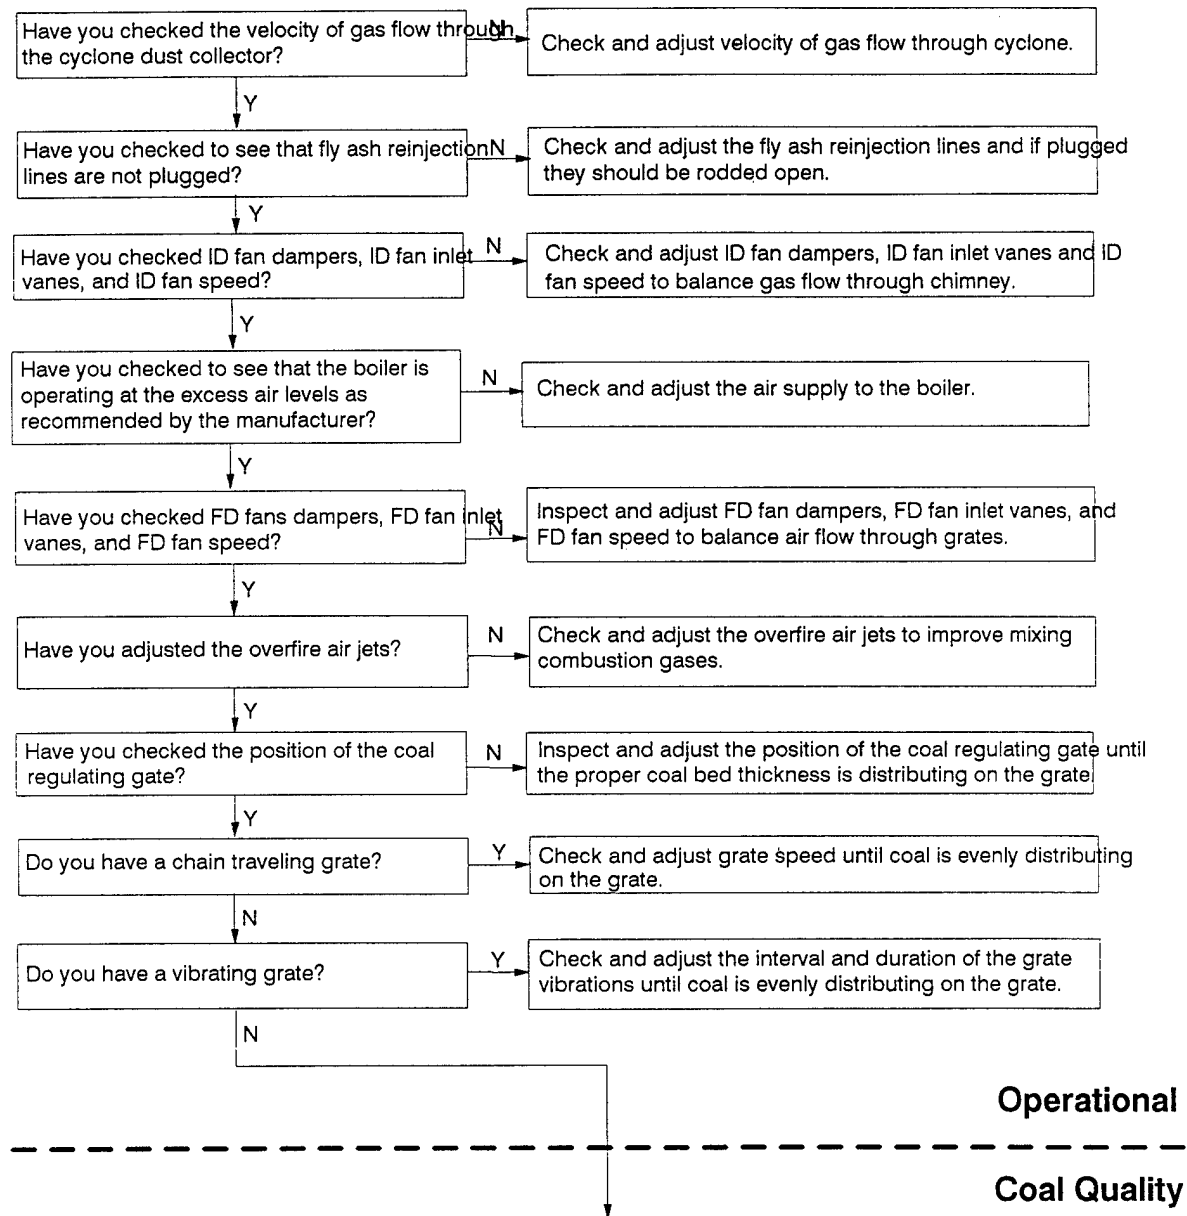 Have you checked the velocity of gas flow through
the cyclone dust collector?
N
Check and adjust velocity of gas flow through cyclone.
Y
Have you checked to see that fly ash reinjection
lines are not plugged?
N
Check and adjust the fly ash reinjection lines and if plugged
they should be rodded open.
Y
Have you checked ID fan dampers, ID fan inlet
vanes, and ID fan speed?
N
Check and adjust ID fan dampers, ID fan inlet vanes and ID
fan speed to balance gas flow through chimney.
Y
Have you checked to see that the boiler is
operating at the excess air levels as
recommended by the manufacturer?
N
Check and adjust the air supply to the boiler.
Y
Have you checked FD fans dampers, FD fan inlet
vanes, and FD fan speed?
N
Inspect and adjust FD fan dampers, FD fan inlet vanes, and
FD fan speed to balance air flow through grates.
Y
Have you adjusted the overfire air jets?
N
Check and adjust the overfire air jets to improve mixing
combustion gases.
Y
Have you checked the position of the coal
regulating gate?
N
Inspect and adjust the position of the coal regulating gate until
the proper coal bed thickness is distributing on the grate.
Y
Do you have a chain traveling grate?
Y
Check and adjust grate speed until coal is evenly distributing
on the grate.
N
Do you have a vibrating grate?
Y
Check and adjust the interval and duration of the grate
vibrations until coal is evenly distributing on the grate.
N
Operational
Coal Quality